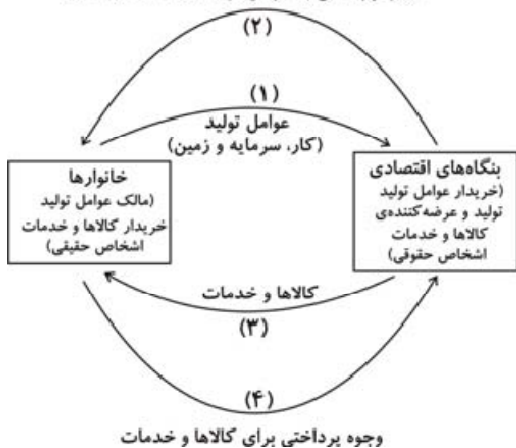 (۲)
(۱)
عوامل تولید
(کار، سرمایه و زمین)
خانوارها
(مالک عوامل تولید
خریدار کالاها و خدمات
اشخاص حقیقی)
بنگاه‌های اقتصادی
(خریدار عوامل تولید
تولید و عرضه‌کننده‌ی
کالاها و خدمات
اشخاص حقوقی)
کالاها و خدمات
(۳)
(۴)
وجوه پرداختی برای کالاها و خدمات